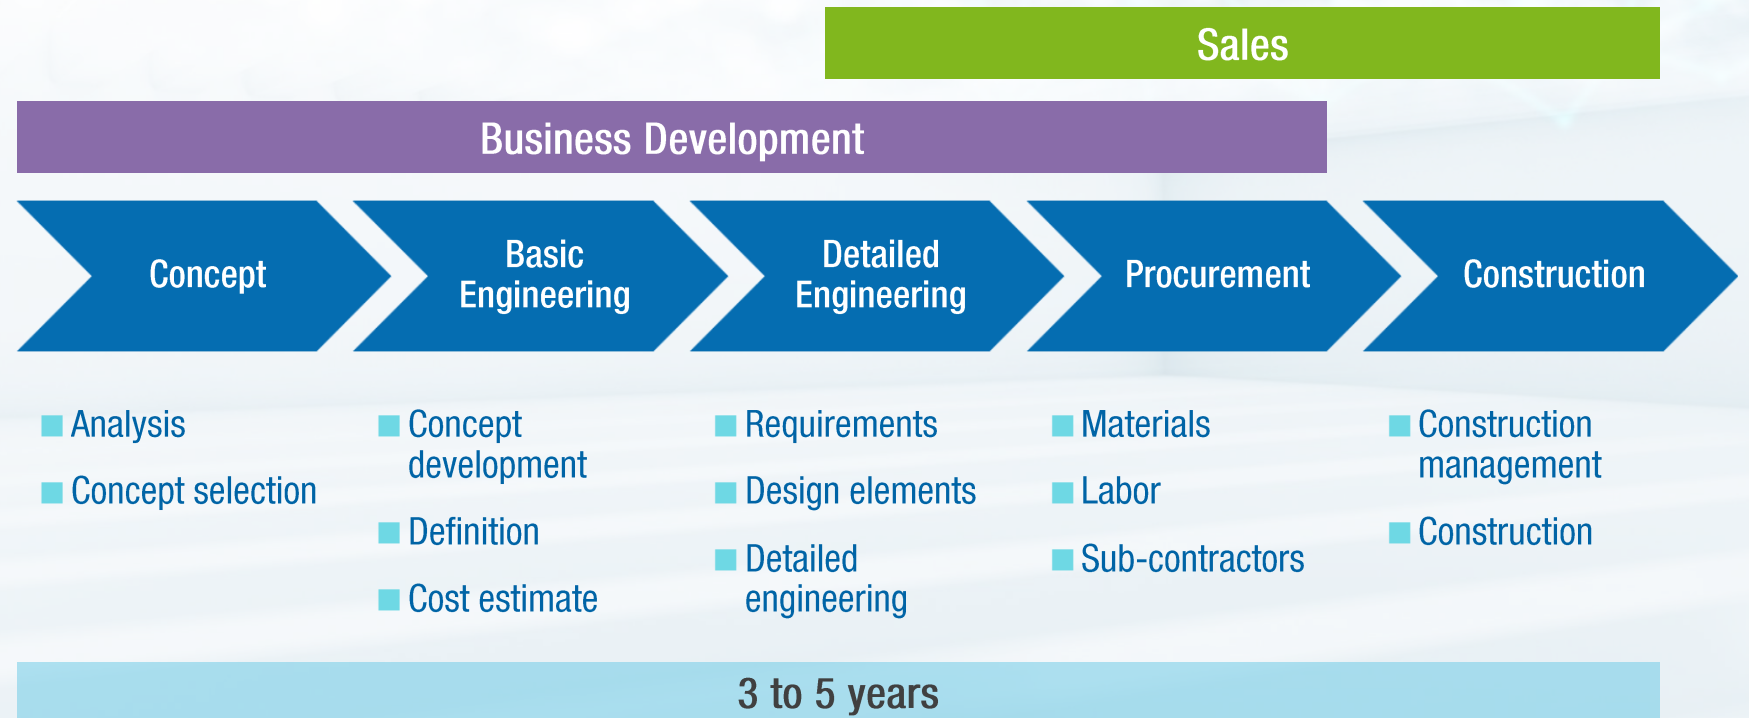 Sales
Business Development
Concept
Basic
Engineering
Detailed
Engineering
Procurement
Construction
Analysis
Concept selection
Concept
development
Definition
Cost estimate
Requirements
Design elements
Detailed
engineering
Materials
Labor
Sub-contractors
Construction
management
Construction
3 to 5 years